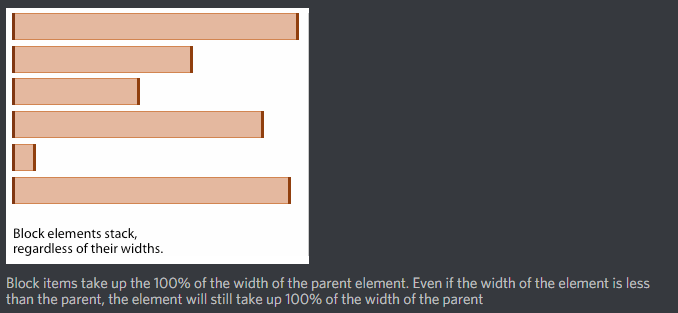 Block elements stack,
regardless of their widths.
Block items take up the 100% of the width of the parent element. Even if the width of the element is less
than the parent, the element will still take up 100% of the width of the parent